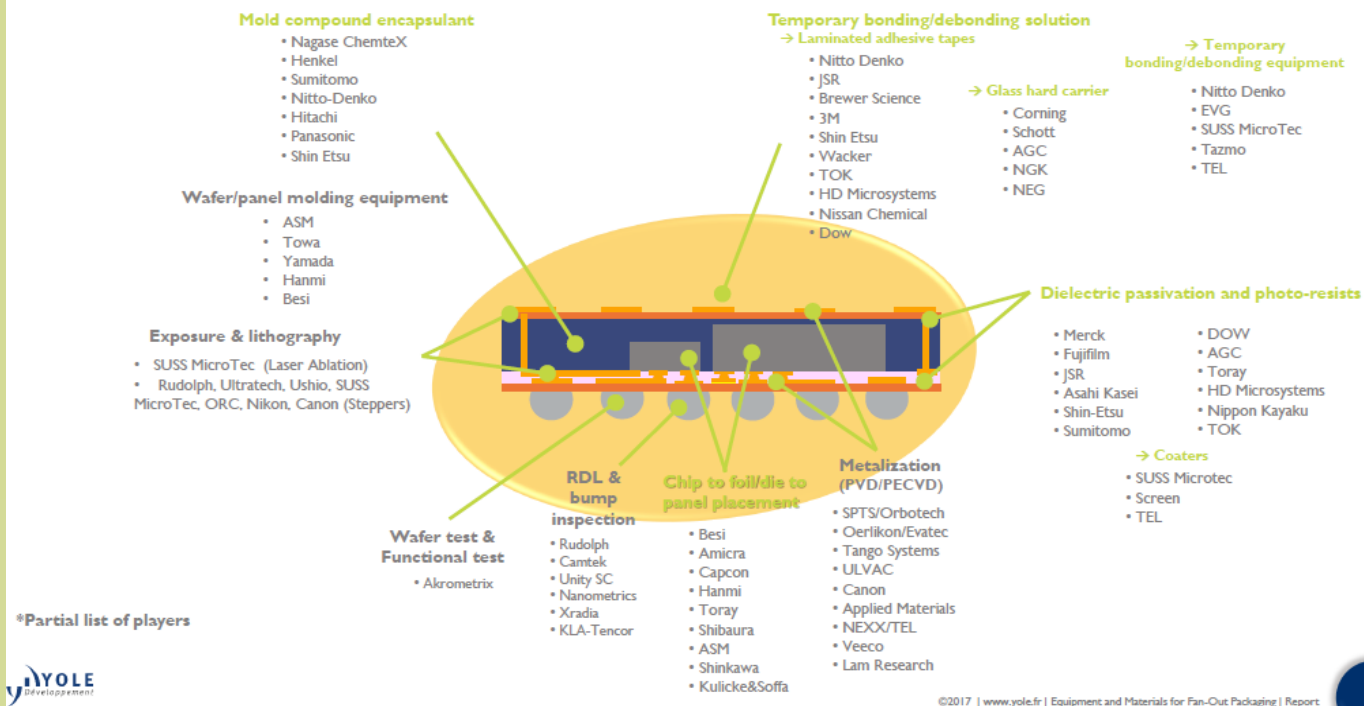 Mold compound encapsulant
• Nagase ChemteX
• Henkel
• Sumitomo
• Nitto-Denko
• Hitachi
• Panasonic
• Shin Etsu
Wafer/panel molding equipment
• ASM
• Towa
• Yamada
• Hanmi
• Besi
Exposure & lithography
• SUSS MicroTec (Laser Ablation)
• Rudolph, Ultratech, Ushio, SUSS
MicroTec, ORC, Nikon, Canon (Steppers)
Temporary bonding/debonding solution
→ Laminated adhesive tapes
• Nitto Denko
• JSR
• Brewer Science
• 3M
• Shin Etsu
• Wacker
• TOK
• HD Microsystems
• Nissan Chemical
• Dow
→ Glass hard carrier
• Corning
• Schott
• AGC
• NGK
• NEG
→ Temporary
bonding/debonding equipment
• Nitto Denko
• EVG
• SUSS MicroTec
• Tazmo
• TEL
Dielectric passivation and photo-resists
• Merck
• Fujifilm
• JSR
• Asahi Kasei
• Shin-Etsu
• Sumitomo
• DOW
• AGC
• Toray
• HD Microsystems
• Nippon Kayaku
• TOK
→ Coaters
• SUSS Microtec
• Screen
• TEL
Wafer test &
Functional test
• Akrometrix
RDL &
bump
inspection
• Rudolph
• Camtek
• Unity SC
• Nanometrics
• Xradia
• KLA-Tencor
Chip to foil/die to
panel placement
• Besi
• Amicra
• Capcon
• Hanmi
• Toray
• Shibaura
• ASM
• Shinkawa
• Kulicke&Soffa
Metalization
(PVD/PECVD)
• SPTS/Orbotech
• Oerlikon/Evatec
• Tango Systems
• ULVAC
• Canon
• Applied Materials
• NEXX/TEL
• Veeco
• Lam Research
*Partial list of players
YOLE
Développement
©2017 | www.yole.fr | Equipment and Materials for Fan-Out Packaging | Report